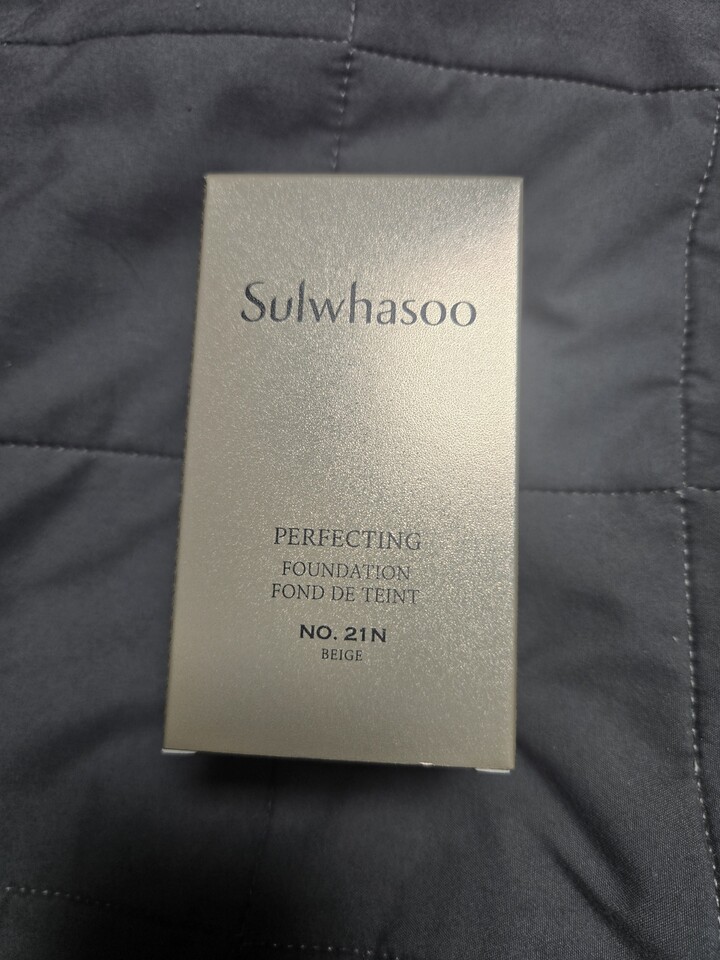 Sulwhasoo
PERFECTING
FOUNDATION
FOND DE TEINT
NO. 21N
BEIGE